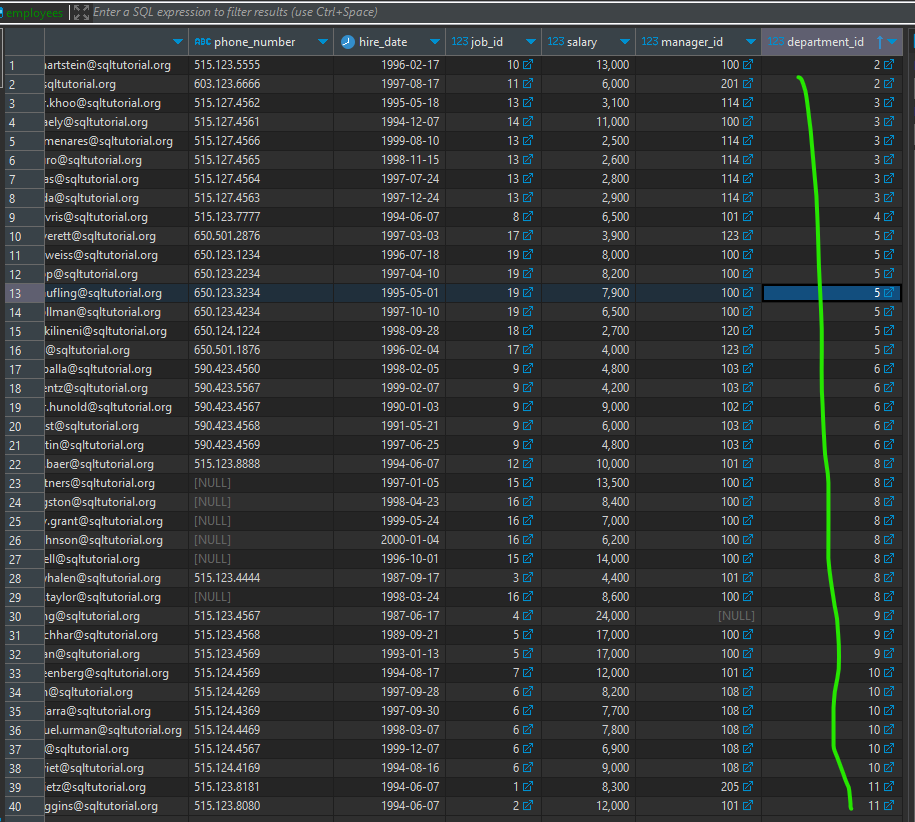 employees Enter a SQL expression to filter results (use Ctrl+Space)
ABC phone_number hire_date 123 job_id 123 salary 123 manager_id 123 department_id
1 artstein@sqltutorial.org 515.123.5555 1996-02-17 10 13,000 100 2
2 sqltutorial.org 603.123.6666 1997-08-17 11 6,000 201 2
3 r.khoo@sqltutorial.org 515.127.4562 1995-05-18 13 3,100 114 3
4 aely@sqltutorial.org 515.127.4561 1994-12-07 14 11,000 100 3
5 menares@sqltutorial.org 515.127.4566 1999-08-10 13 2,500 114 3
6 uro@sqltutorial.org 515.127.4565 1998-11-15 13 2,600 114 3
7 as@sqltutorial.org 515.127.4564 1997-07-24 13 2,800 114 3
8 da@sqltutorial.org 515.127.4563 1997-12-24 13 2,900 114 3
9 vris@sqltutorial.org 515.123.7777 1994-06-07 8 6,500 101 4
10 verett@sqltutorial.org 650.501.2876 1997-03-03 17 3,900 123 5
11 weiss@sqltutorial.org 650.123.1234 1996-07-18 19 8,000 100 5
12 pp@sqltutorial.org 650.123.2234 1997-04-10 19 8,200 100 5
13 ufling@sqltutorial.org 650.123.3234 1995-05-01 19 7,900 100 5
14 llman@sqltutorial.org 650.123.4234 1997-10-10 19 6,500 100 5
15 kilineni@sqltutorial.org 650.124.1224 1998-09-28 18 2,700 120 5
16 @sqltutorial.org 650.501.1876 1996-02-04 17 4,000 123 5
17 balla@sqltutorial.org 590.423.4560 1998-02-05 9 4,800 103 6
18 entz@sqltutorial.org 590.423.5567 1999-02-07 9 4,200 103 6
19 r.hunold@sqltutorial.org 590.423.4567 1990-01-03 9 9,000 102 6
20 st@sqltutorial.org 590.423.4568 1991-05-21 9 6,000 103 6
21 tin@sqltutorial.org 590.423.4569 1997-06-25 9 4,800 103 6
22 baer@sqltutorial.org 515.123.8888 1994-06-07 12 10,000 101 8
23 tners@sqltutorial.org [NULL] 1997-01-05 15 13,500 100 8
24 gston@sqltutorial.org [NULL] 1998-04-23 16 8,400 100 8
25 y.grant@sqltutorial.org [NULL] 1999-05-24 16 7,000 100 8
26 hnson@sqltutorial.org [NULL] 2000-01-04 16 6,200 100 8
27 ell@sqltutorial.org [NULL] 1996-10-01 15 14,000 100 8
28 whalen@sqltutorial.org 515.123.4444 1987-09-17 3 4,400 101 8
29 .taylor@sqltutorial.org [NULL] 1998-03-24 16 8,600 100 8
30 ng@sqltutorial.org 515.123.4567 1987-06-17 4 24,000 [NULL] 9
31 chhar@sqltutorial.org 515.123.4568 1989-09-21 5 17,000 100 9
32 an@sqltutorial.org 515.123.4569 1993-01-13 5 17,000 100 9
33 eenberg@sqltutorial.org 515.124.4569 1994-08-17 7 12,000 101 10
34 n@sqltutorial.org 515.124.4269 1997-09-28 6 8,200 108 10
35 iarra@sqltutorial.org 515.124.4369 1997-09-30 6 7,700 108 10
36 uel.urman@sqltutorial.org 515.124.4469 1998-03-07 6 7,800 108 10
37 @sqltutorial.org 515.124.4567 1999-12-07 6 6,900 108 10
38 viet@sqltutorial.org 515.124.4169 1994-08-16 6 9,000 108 10
39 ietz@sqltutorial.org 515.123.8181 1994-06-07 1 8,300 205 11
40 ggins@sqltutorial.org 515.123.8080 1994-06-07 2 12,000 101 11